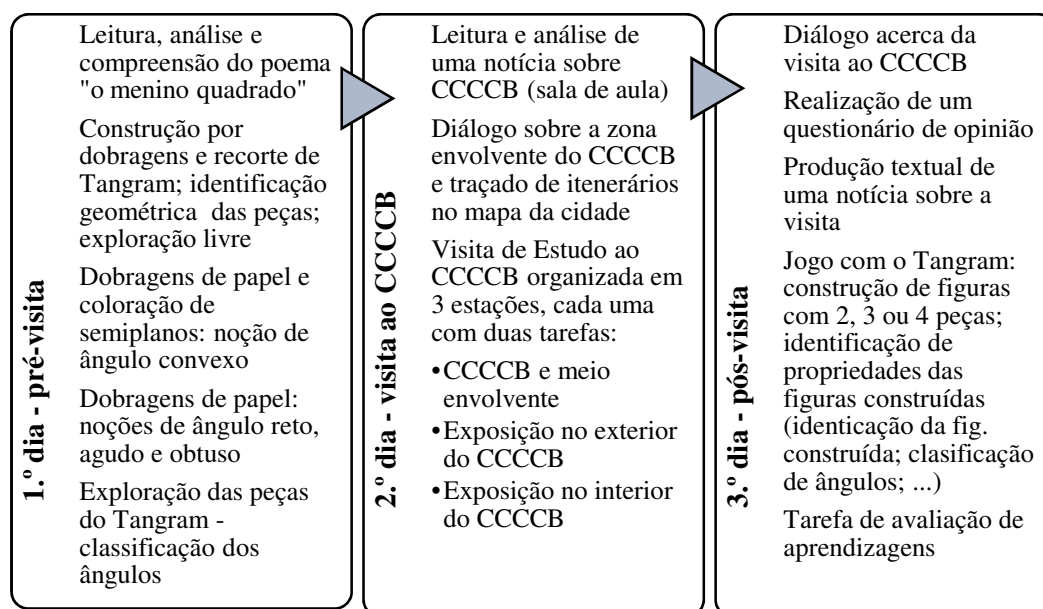 1.º dia - pré-visita
Leitura, análise e
compreensão do poema
"o menino quadrado"
Construção por
dobragens e recorte de
Tangram; identificação
geométrica das peças;
exploração livre
Dobragens de papel e
coloração de
semiplanos: noção de
ângulo convexo
Dobragens de papel:
noções de ângulo reto,
agudo e obtuso
Exploração das peças
do Tangram -
classificação dos
ângulos
2.º dia - visita ao CCCCB
Leitura e análise de
uma notícia sobre
CCCCB (sala de aula)
Diálogo sobre a zona
envolvente do CCCCB
e traçado de itenerários
no mapa da cidade
Visita de Estudo ao
CCCCB organizada em
3 estações, cada uma
com duas tarefas:
•CCCCB e meio
envolvente
•Exposição no exterior
do CCCCB
•Exposição no interior
do CCCCB
3.º dia - pós-visita
Diálogo acerca da
visita ao CCCCB
Realização de um
questionário de opinião
Produção textual de
uma notícia sobre a
visita
Jogo com o Tangram:
construção de figuras
com 2, 3 ou 4 peças;
identificação de
propriedades das
figuras construídas
(identicação da fig.
construída; clasificação
de ângulos; ...)
Tarefa de avaliação de
aprendizagens